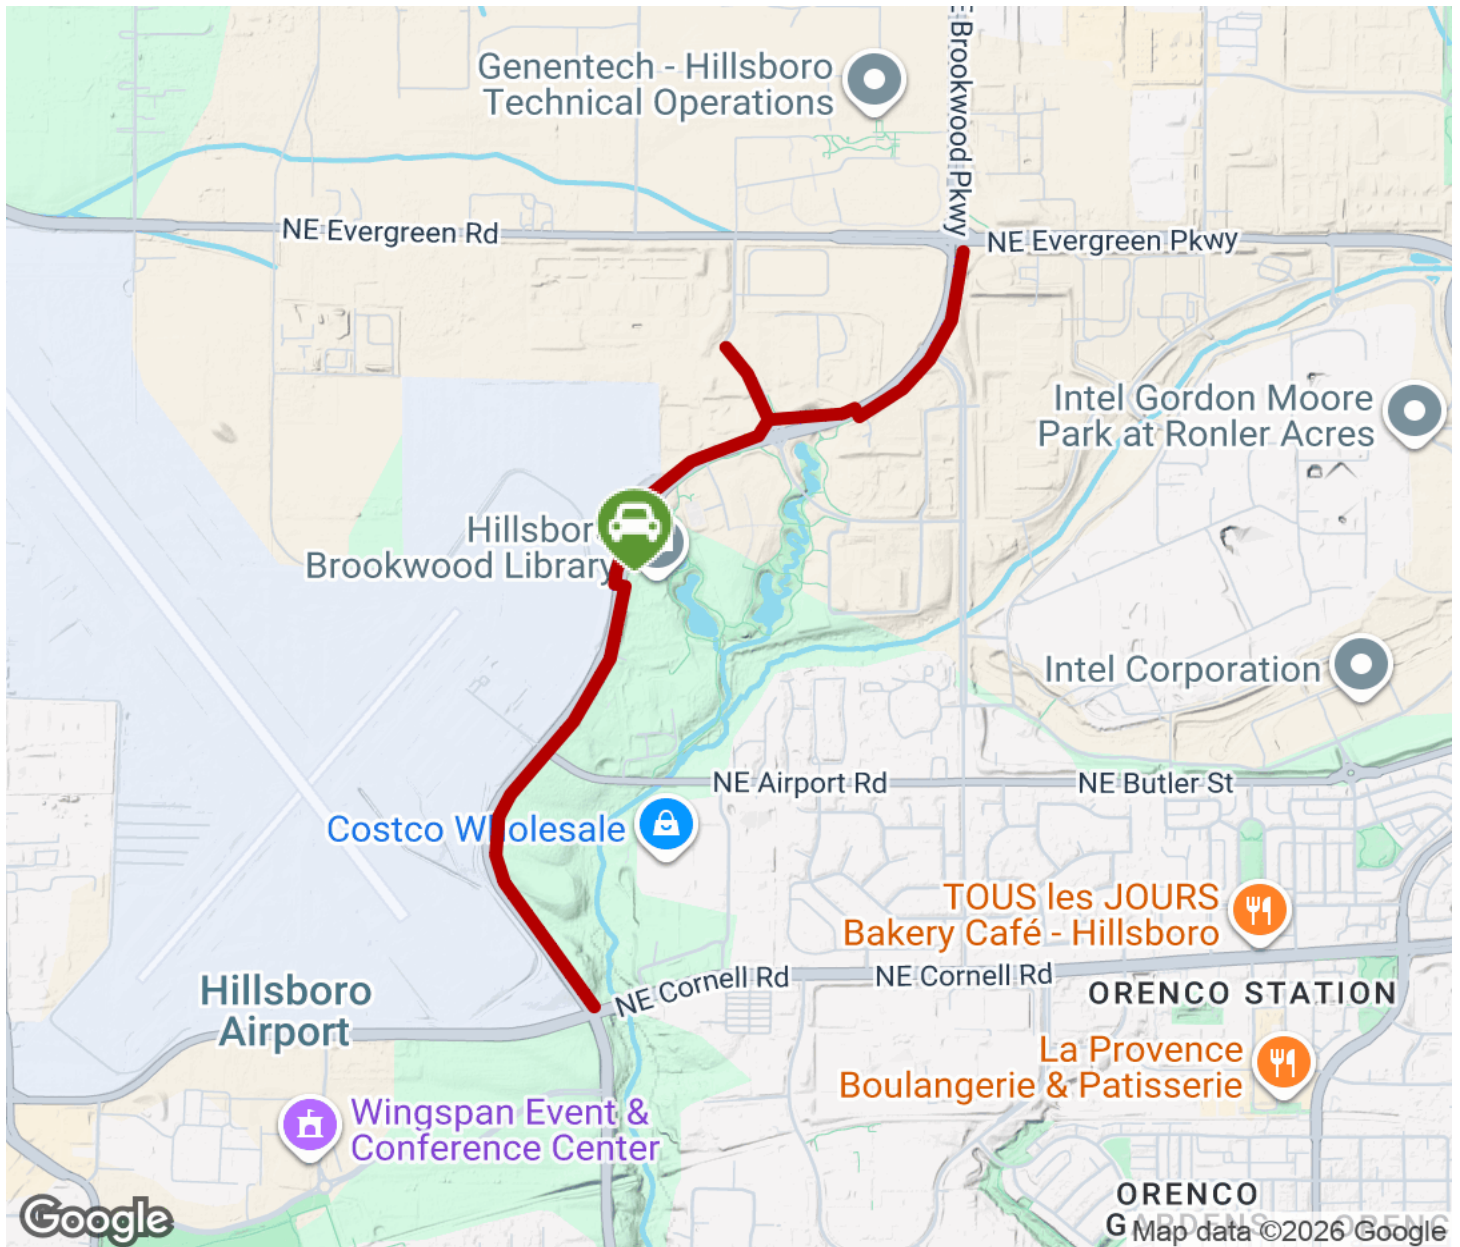 Genentech - Hillsboro
Technical Operations
E Brookwood Pkwy
NE Evergreen Rd
NE Evergreen Pkwy
Intel Gordon Moore
Park at Ronler Acres
Hillsbor
Brookwood Library
Intel Corporation
NE Airport Rd
NE Butler St
Costco Wholesale
TOUS les JOURS
Bakery Café - Hillsboro
NE Cornell Rd
NE Cornell Rd
ORENCO STATION
Hillsboro
Airport
La Provence
Boulangerie & Patisserie
Wingspan Event &
Conference Center
ORENCO
GARDENS
Google
Map data ©2026 Google